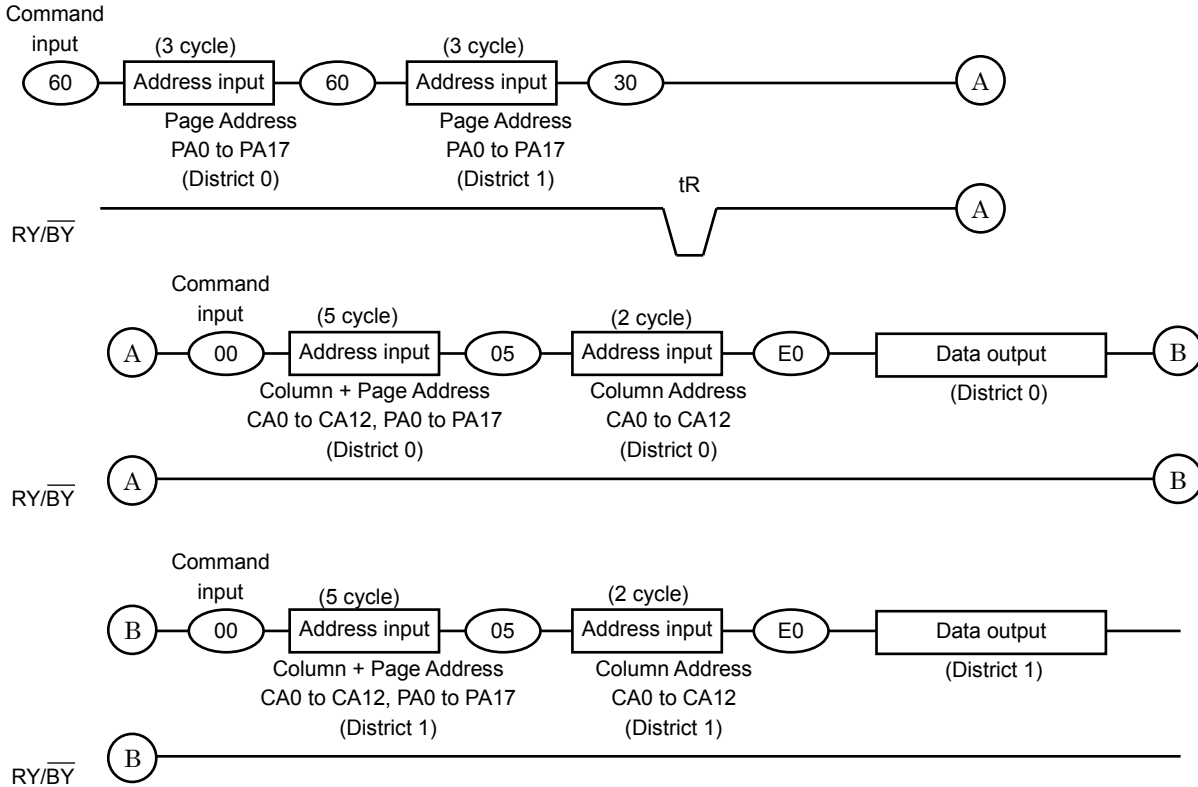 Command
input
(3 cycle)
(3 cycle)
60
Address input
60
Address input
30
A
Page Address
PA0 to PA17
(District 0)
Page Address
PA0 to PA17
(District 1)
tR
RY/BY
A
Command
input
(5 cycle)
(2 cycle)
A
00
Address input
05
Address input
E0
Data output
B
Column + Page Address
CA0 to CA12, PA0 to PA17
(District 0)
Column Address
CA0 to CA12
(District 0)
(District 0)
RY/BY
A
B
Command
input
(5 cycle)
(2 cycle)
B
00
Address input
05
Address input
E0
Data output
Column + Page Address
CA0 to CA12, PA0 to PA17
(District 1)
Column Address
CA0 to CA12
(District 1)
(District 1)
RY/BY
B